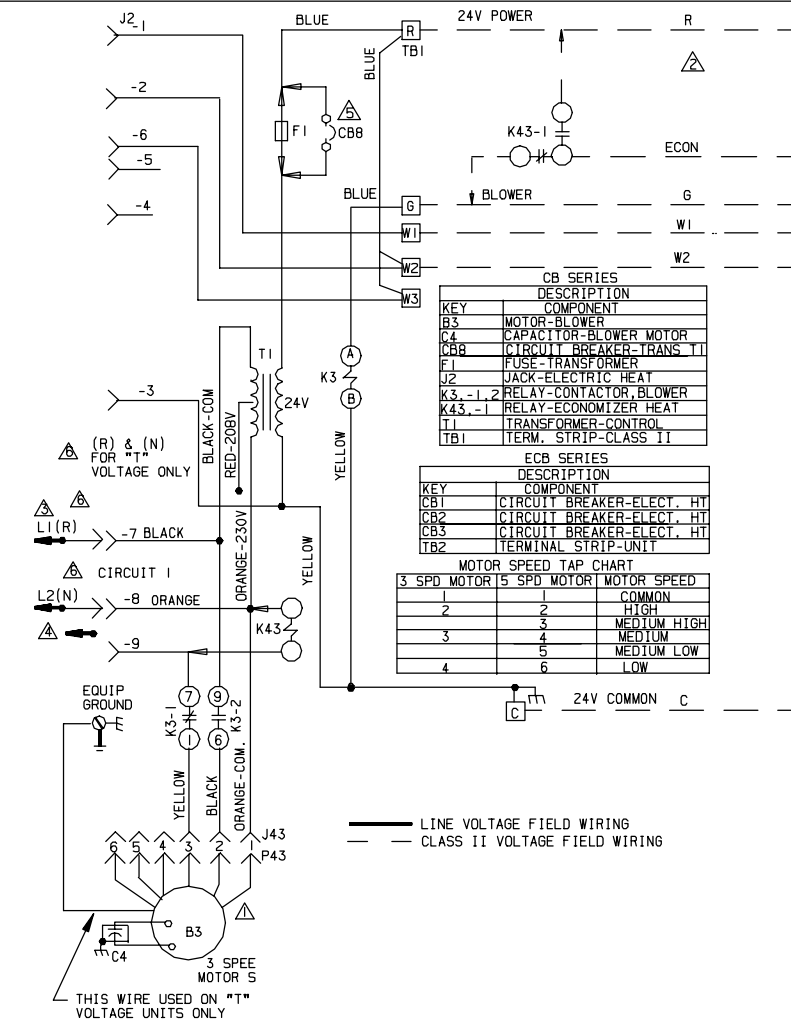 J2
-1
BLUE
R
TB1
24V POWER
R
BLUE
2
-2
F1
5
CB8
K43-1
-6
-5
ECON
-4
BLUE
G
BLOWER
G
W1
W1
W2
W2
W3
CB SERIES
DESCRIPTION
KEY COMPONENT
B3 MOTOR-BLOWER
C4 CAPACITOR-BLOWER MOTOR
CB8 CIRCUIT BREAKER-TRANS T1
F1 FUSE-TRANSFORMER
J2 JACK-ELECTRIC HEAT
K3,-1,2 RELAY-CONTACTOR,BLOWER
K43,-1 RELAY-ECONOMIZER HEAT
T1 TRANSFORMER-CONTROL
TB1 TERM. STRIP-CLASS II
T1
A
K3
B
24V
-3
BLACK-COM
RED-208V
YELLOW
6 (R) & (N)
FOR "T"
VOLTAGE ONLY
ECB SERIES
DESCRIPTION
KEY COMPONENT
CB1 CIRCUIT BREAKER-ELECT. HT
CB2 CIRCUIT BREAKER-ELECT. HT
CB3 CIRCUIT BREAKER-ELECT. HT
TB2 TERMINAL STRIP-UNIT
3
6
L1(R)
-7 BLACK
ORANGE-230V
YELLOW
6 CIRCUIT 1
L2(N)
-8 ORANGE
4
K43
-9
MOTOR SPEED TAP CHART
3 SPD MOTOR 5 SPD MOTOR MOTOR SPEED
1 1 COMMON
2 2 HIGH
3 MEDIUM HIGH
3 4 MEDIUM
5 MEDIUM LOW
4 6 LOW
EQUIP
GROUND
7
9
K3-1
K3-2
1
6
C
24V COMMON C
YELLOW
BLACK
ORANGE-COM.
J43
6 5 4 3 2 1
P43
LINE VOLTAGE FIELD WIRING
CLASS II VOLTAGE FIELD WIRING
1
B3
C4
3 SPEE
MOTOR S
THIS WIRE USED ON "T"
VOLTAGE UNITS ONLY